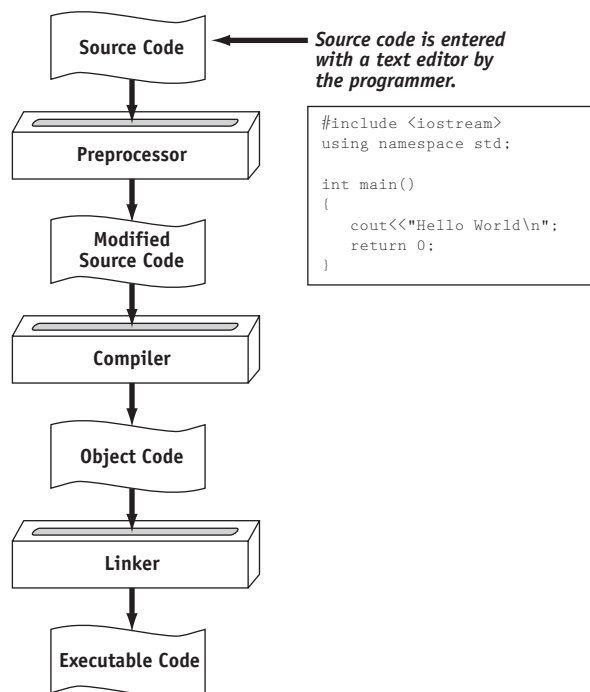 Source Code
Source code is entered
with a text editor by
the programmer.
Preprocessor
#include <iostream>
using namespace std;
int main()
{
cout<<"Hello World\n";
return 0;
}
Modified
Source Code
Compiler
Object Code
Linker
Executable Code